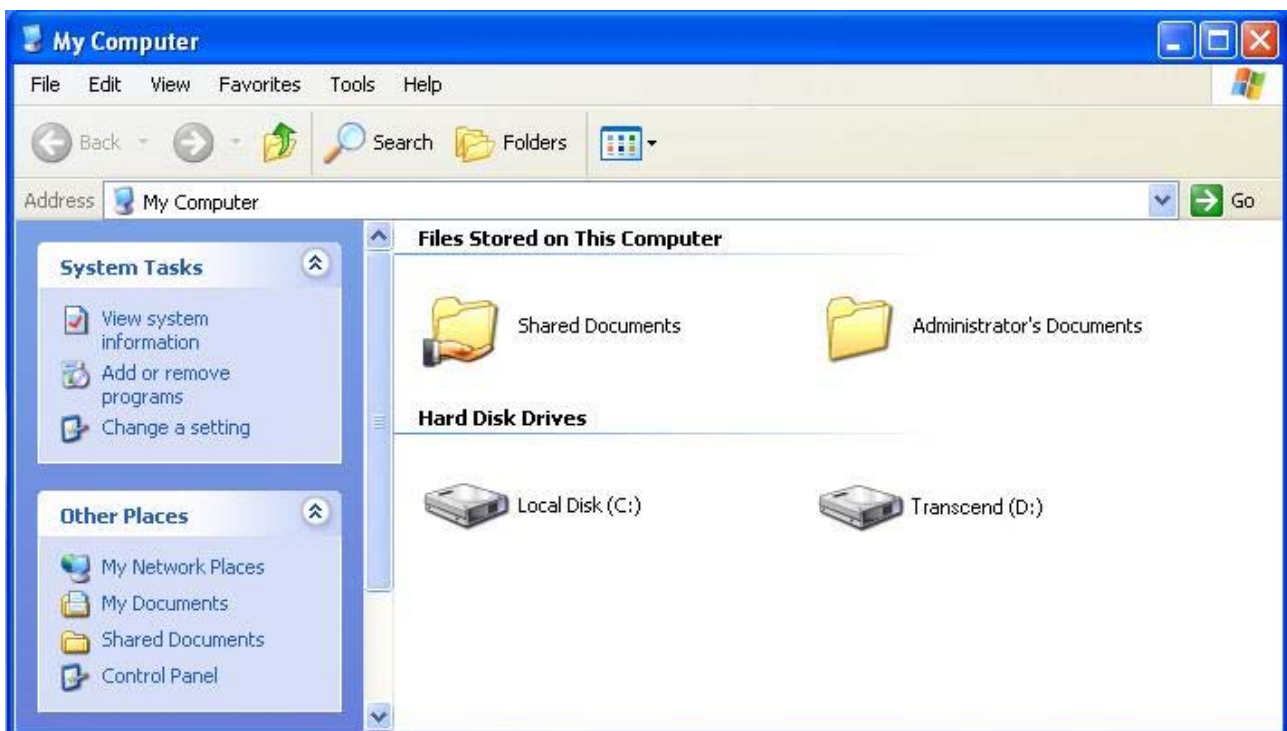 My Computer
File Edit View Favorites Tools Help
Back Search Folders
Address My Computer Go
System Tasks
View system
information
Add or remove
programs
Change a setting
Other Places
My Network Places
My Documents
Shared Documents
Control Panel
Files Stored on This Computer
Shared Documents Administrator's Documents
Hard Disk Drives
Local Disk (C:) Transcend (D:)